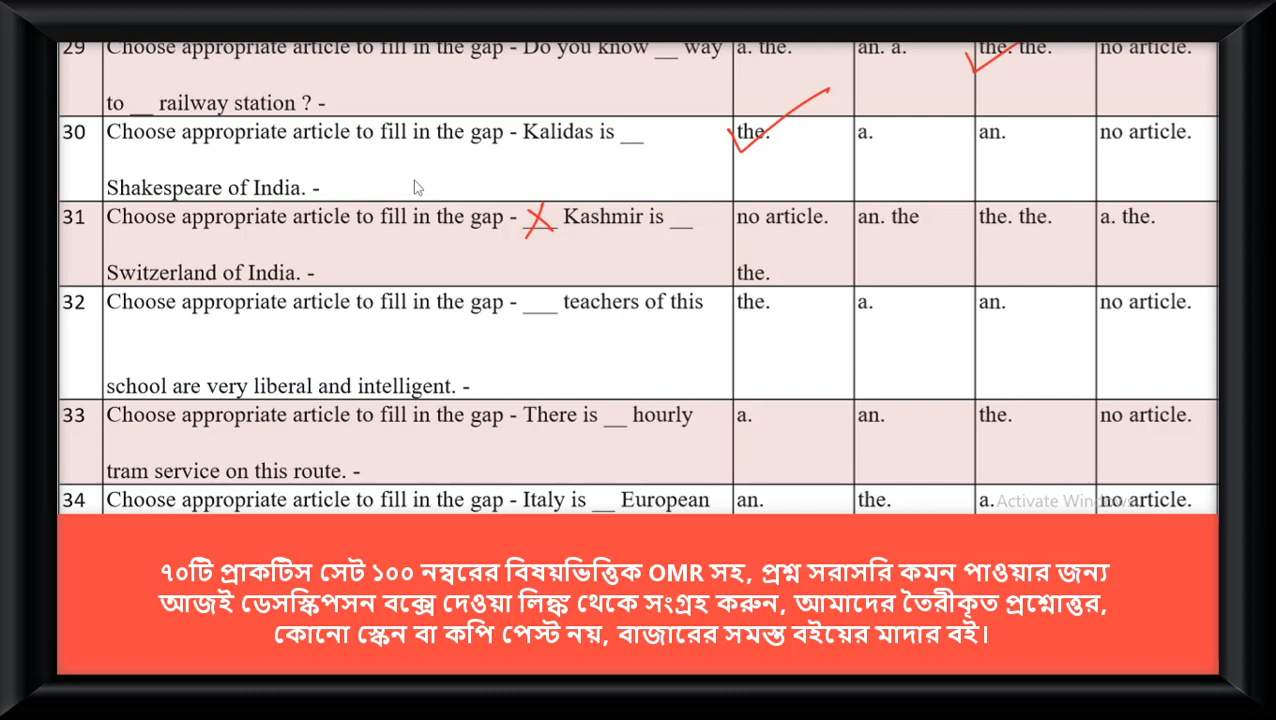 29 Choose appropriate article to fill in the gap - Do you know __ way a. the. an. a. the. the. no article.
to __ railway station ? -
30 Choose appropriate article to fill in the gap - Kalidas is __ the. a. an. no article.
Shakespeare of India. -
31 Choose appropriate article to fill in the gap - ___ Kashmir is __ no article. an. the the. the. a. the.
Switzerland of India. - the.
32 Choose appropriate article to fill in the gap - ___ teachers of this the. a. an. no article.
school are very liberal and intelligent. -
33 Choose appropriate article to fill in the gap - There is __ hourly a. an. the. no article.
tram service on this route. -
34 Choose appropriate article to fill in the gap - Italy is __ European an. the. a. no article.
Activate Windows
৭০টি প্রাকটিস সেট ১০০ নম্বরের বিষয়ভিত্তিক OMR সহ, প্রশ্ন সরাসরি কমন পাওয়ার জন্য
আজই ডেসস্কিপসন বক্সে দেওয়া লিঙ্ক থেকে সংগ্রহ করুন, আমাদের তৈরীকৃত প্রশ্নোত্তর,
কোনো স্কেন বা কপি পেস্ট নয়, বাজারের সমস্ত বইয়ের মাদার বই।